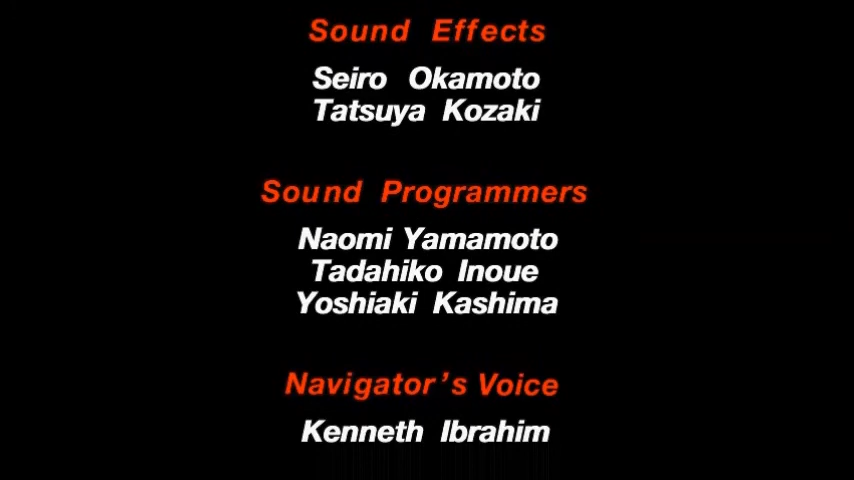 Sound Effects
Seiro Okamoto
Tatsuya Kozaki
Sound Programmers
Naomi Yamamoto
Tadahiko Inoue
Yoshiaki Kashima
Navigator's Voice
Kenneth Ibrahim